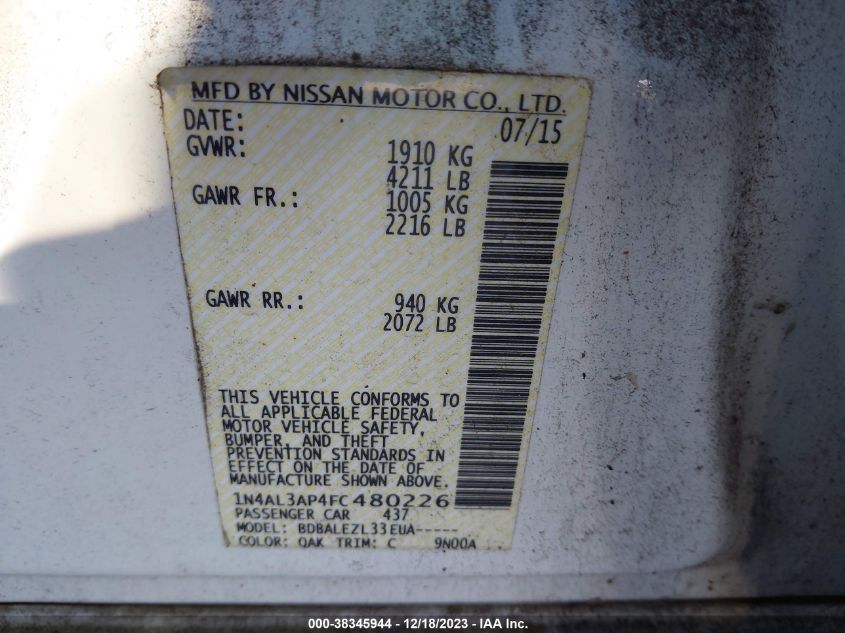 MFD BY NISSAN MOTOR CO., LTD.
DATE: 07/15
GVWR: 1910 KG
4211 LB
GAWR FR.: 1005 KG
2216 LB
GAWR RR.: 940 KG
2072 LB
THIS VEHICLE CONFORMS TO
ALL APPLICABLE FEDERAL
MOTOR VEHICLE SAFETY,
BUMPER, AND THEFT
PREVENTION STANDARDS IN
EFFECT ON THE DATE OF
MANUFACTURE SHOWN ABOVE.
1N4AL3AP4FC480226
PASSENGER CAR 437
MODEL: BDBALEZL33EUA-----
COLOR: QAK TRIM: C 9N00A
000-38345944 - 12/18/2023 - IAA Inc.